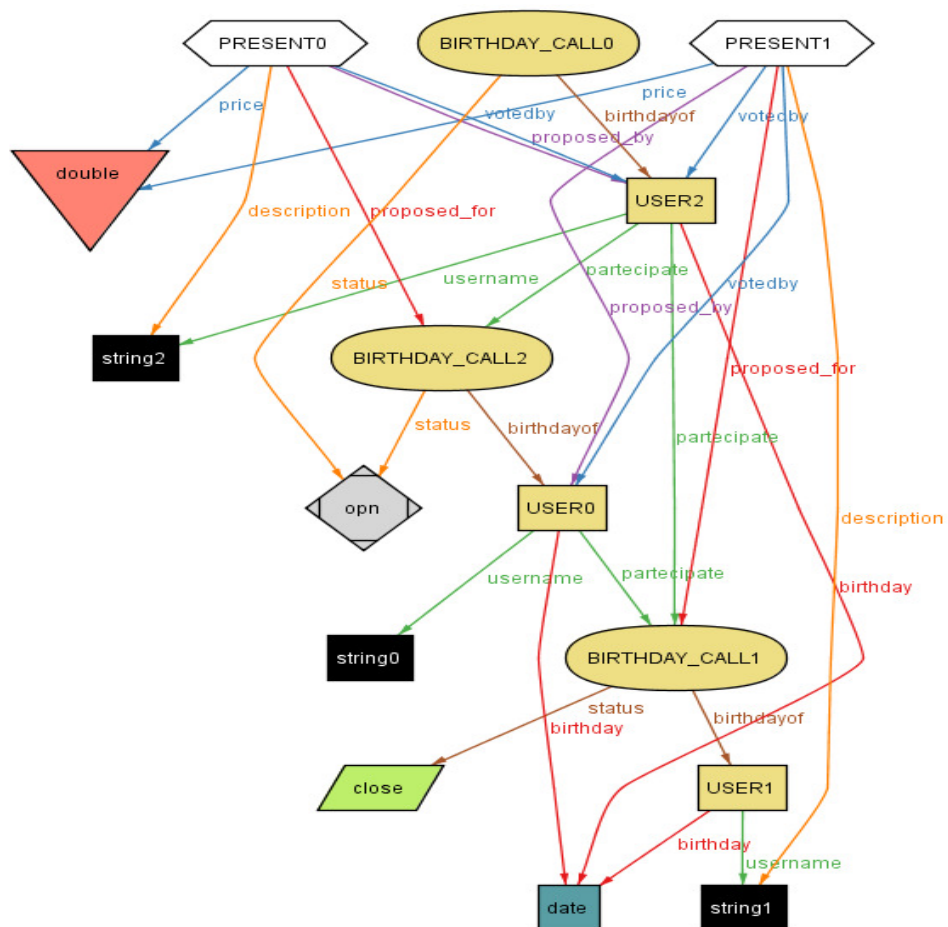 PRESENT0
BIRTHDAY_CALL0
PRESENT1
price
votedby
birthdayof
price
votedby
proposed_by
double
USER2
description
proposed_for
username
partecipate
status
proposed_by
votedby
string2
BIRTHDAY_CALL2
proposed_for
status
birthdayof
partecipate
opn
USER0
description
username
partecipate
birthday
string0
BIRTHDAY_CALL1
status
birthdayof
birthday
close
USER1
birthday
username
date
string1